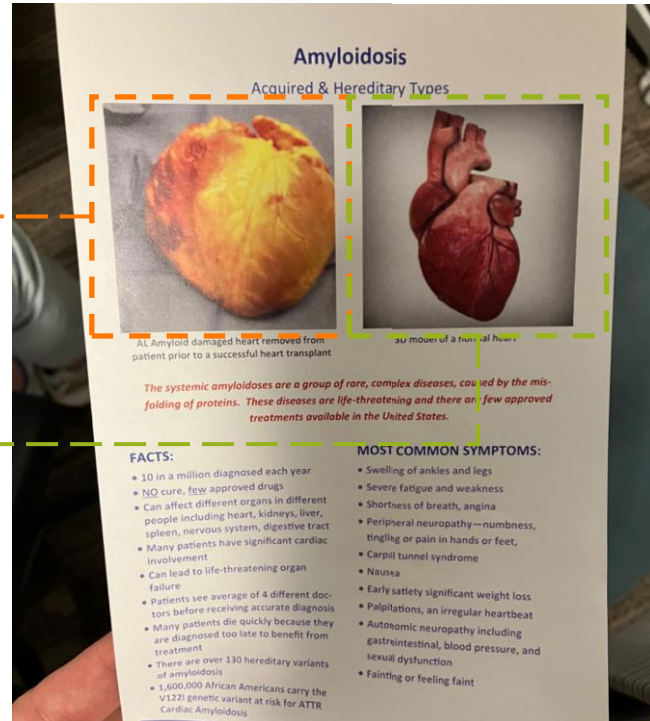 Amyloidosis
Acquired & Hereditary Types
AL Amyloid damaged heart removed from
patient prior to a successful heart transplant
3D model of a normal heart
The systemic amyloidoses are a group of rare, complex diseases, caused by the mis-
folding of proteins. These diseases are life-threatening and there are few approved
treatments available in the United States.
FACTS:
• 10 in a million diagnosed each year
• NO cure, few approved drugs
• Can affect different organs in different
people including heart, kidneys, liver,
spleen, nervous system, digestive tract
• Many patients have significant cardiac
involvement
• Can lead to life-threatening organ
failure
• Patients see average of 4 different doc-
tors before receiving accurate diagnosis
• Many patients die quickly because they
are diagnosed too late to benefit from
treatment
• There are over 130 hereditary variants
of amyloidosis
• 1,600,000 African Americans carry the
V122I genetic variant at risk for ATTR
Cardiac Amyloidosis
MOST COMMON SYMPTOMS:
• Swelling of ankles and legs
• Severe fatigue and weakness
• Shortness of breath, angina
• Peripheral neuropathy—numbness,
tingling or pain in hands or feet,
• Carpal tunnel syndrome
• Nausea
• Early satiety significant weight loss
• Palpitations, an irregular heartbeat
• Autonomic neuropathy including
gastrointestinal, blood pressure, and
sexual dysfunction
• Fainting or feeling faint